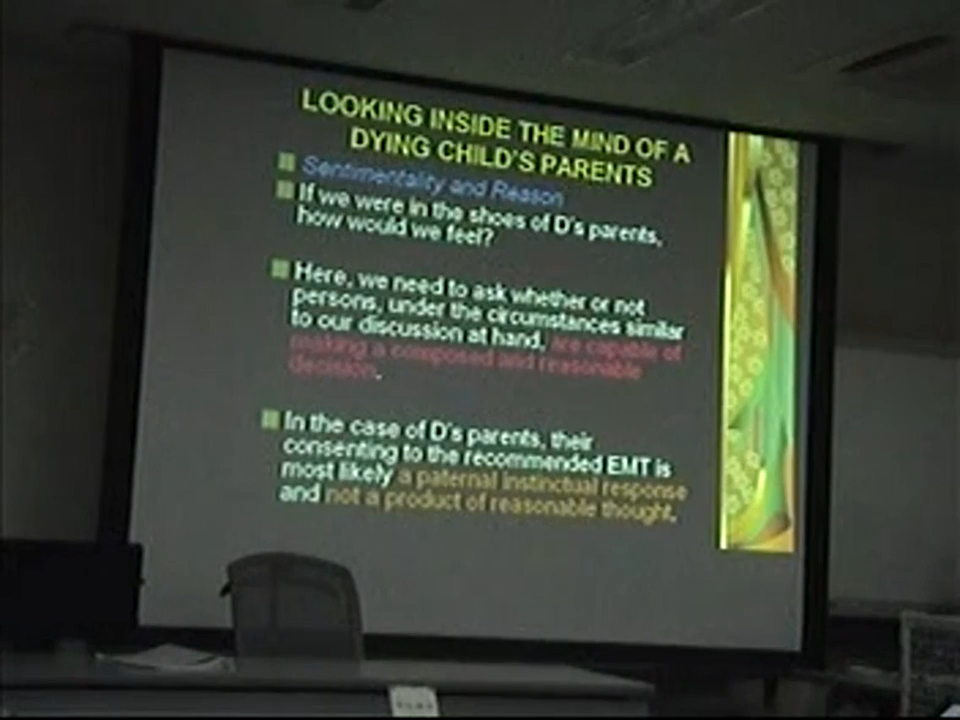 LOOKING INSIDE THE MIND OF A
DYING CHILD'S PARENTS
Sentimentality and Reason
If we were in the shoes of D's parents,
how would we feel?
Here, we need to ask whether or not
persons, under the circumstances similar
to our discussion at hand, are capable of
making a composed and reasonable
decision.
In the case of D's parents, their
consenting to the recommended EMT is
most likely a paternal instinctual response
and not a product of reasonable thought.